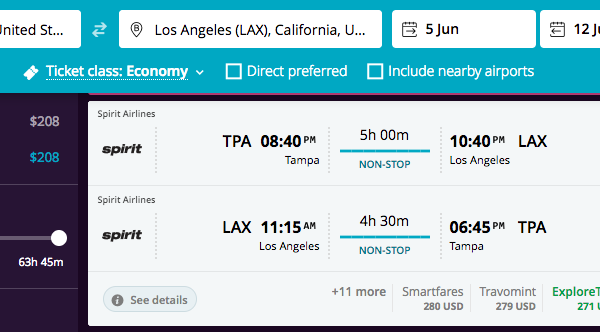 United St...
Los Angeles (LAX), California, U...
5 Jun
12 J
Ticket class: Economy
Direct preferred
Include nearby airports
$208
$208
63h 45m
Spirit Airlines
spirit
TPA 08:40 PM
Tampa
5h 00m
NON-STOP
10:40 PM LAX
Los Angeles
Spirit Airlines
spirit
LAX 11:15 AM
Los Angeles
4h 30m
NON-STOP
06:45 PM TPA
Tampa
See details
+11 more
Smartfares
280 USD
Travomint
279 USD
ExploreT
271 U